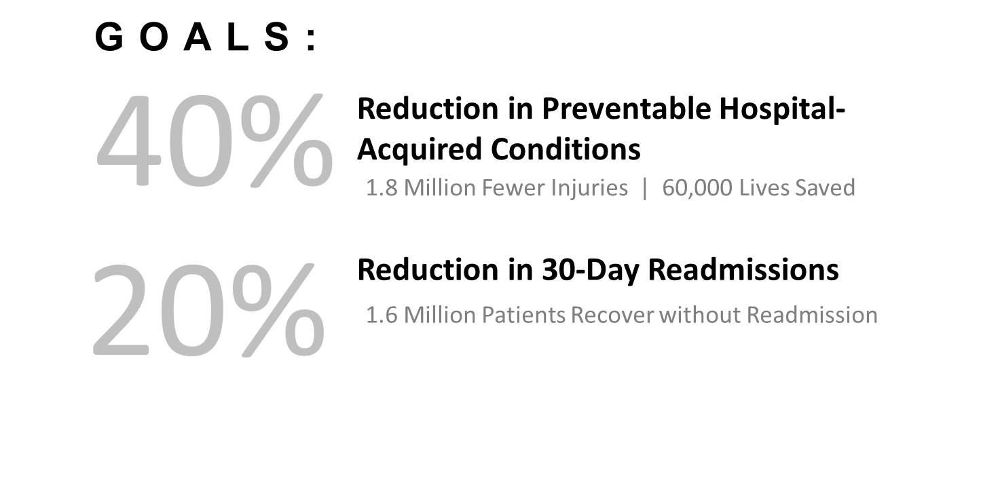 GOALS:
40%
Reduction in Preventable Hospital-
Acquired Conditions
1.8 Million Fewer Injuries | 60,000 Lives Saved
20%
Reduction in 30-Day Readmissions
1.6 Million Patients Recover without Readmission